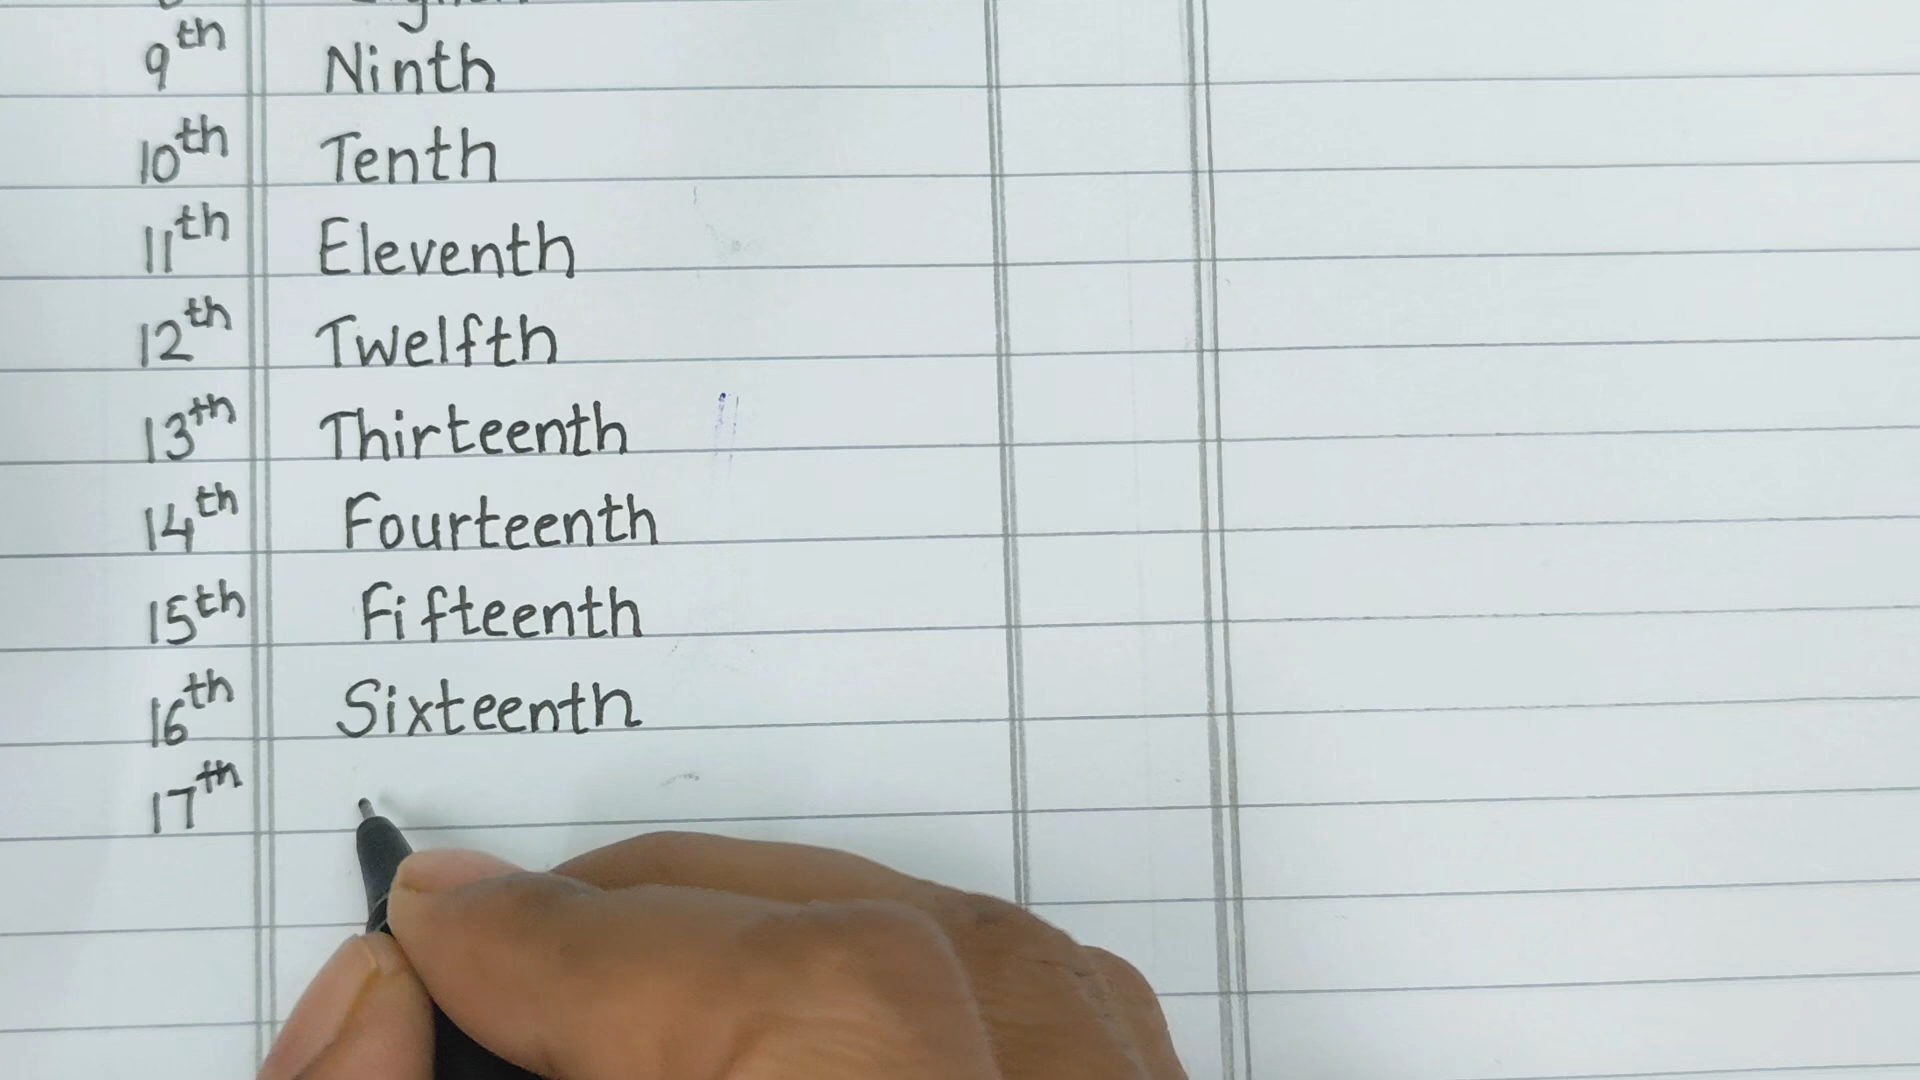 9th Ninth
10th Tenth
11th Eleventh
12th Twelfth
13th Thirteenth
14th Fourteenth
15th Fifteenth
16th Sixteenth
17th